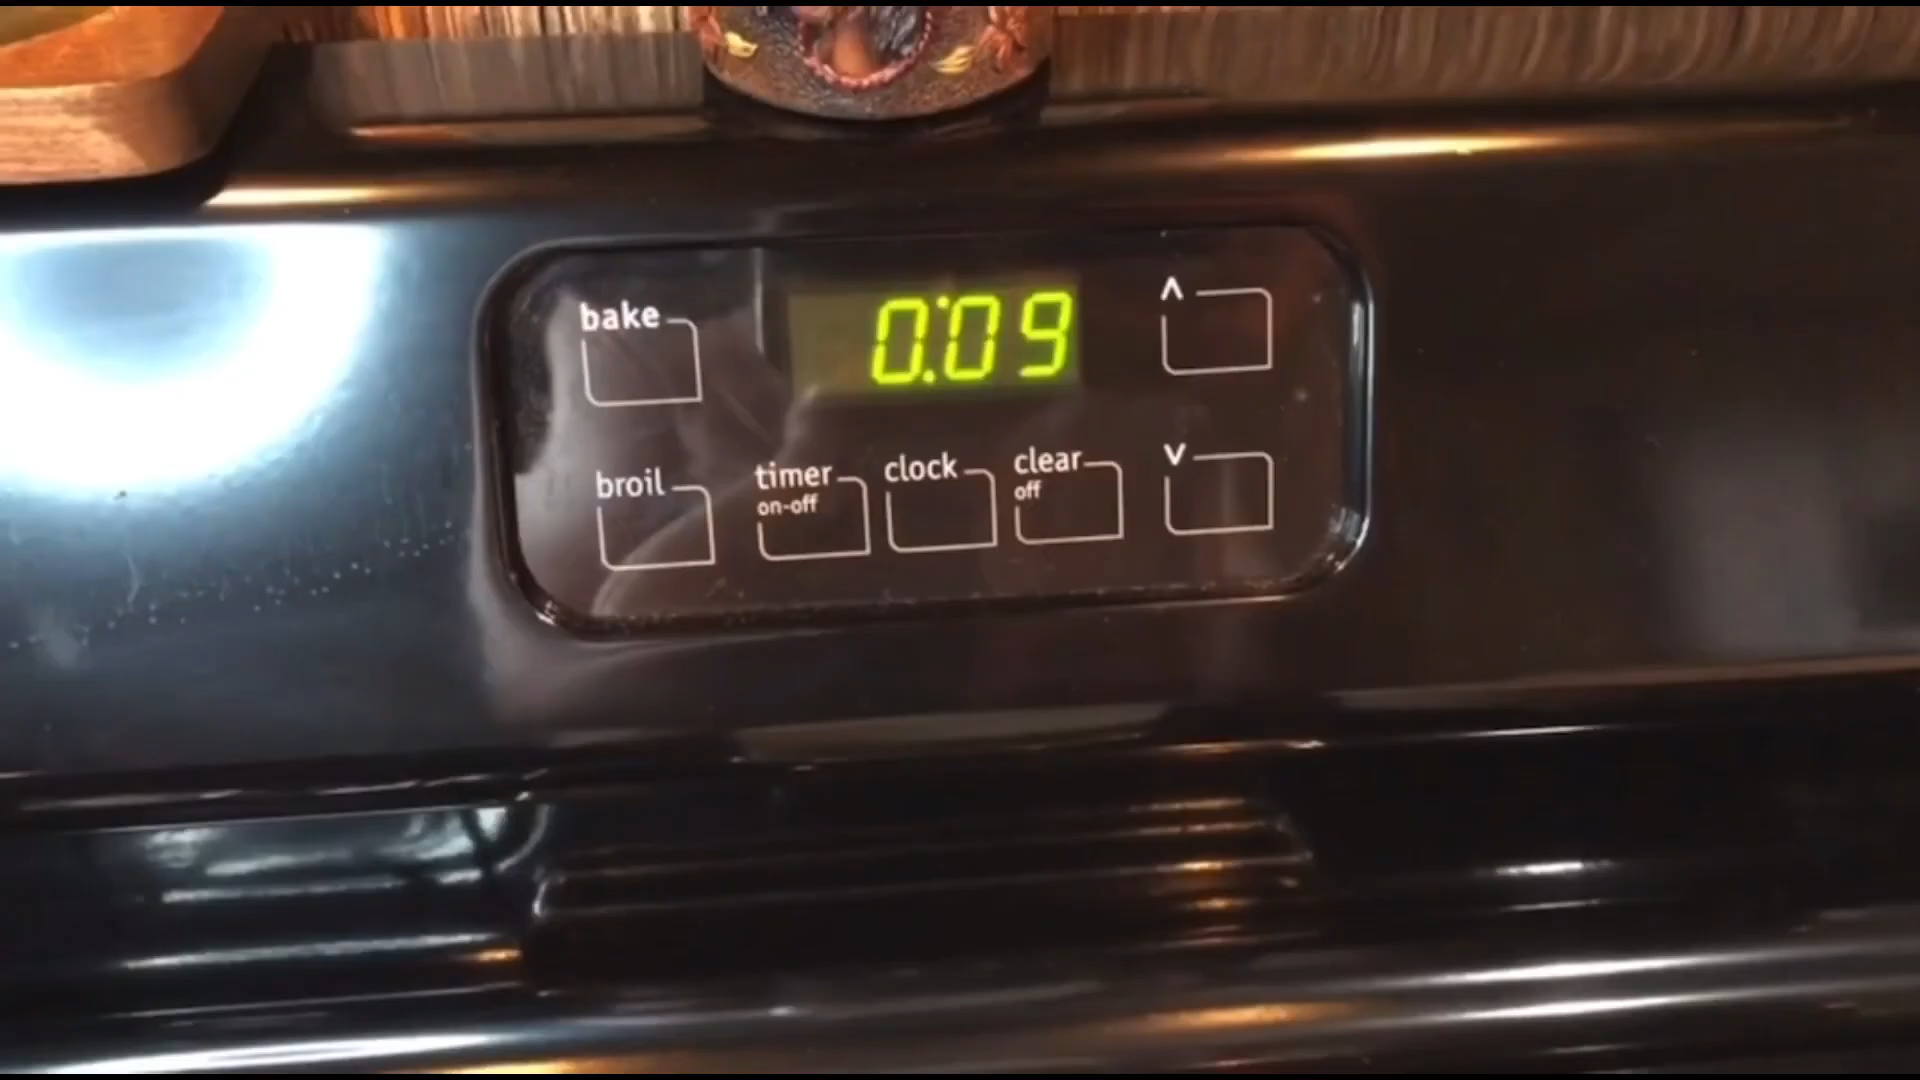 bake
0:09
^
broil
timer
on-off
clock
clear
off
v